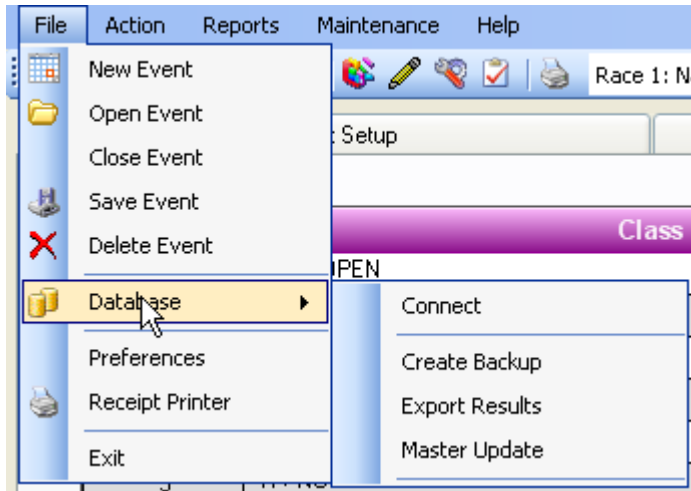 File Action Reports Maintenance Help
New Event
Race 1: N
Open Event
Setup
Close Event
Save Event
Class
Delete Event
PEN
Database
Connect
Preferences
Create Backup
Receipt Printer
Export Results
Exit
Master Update